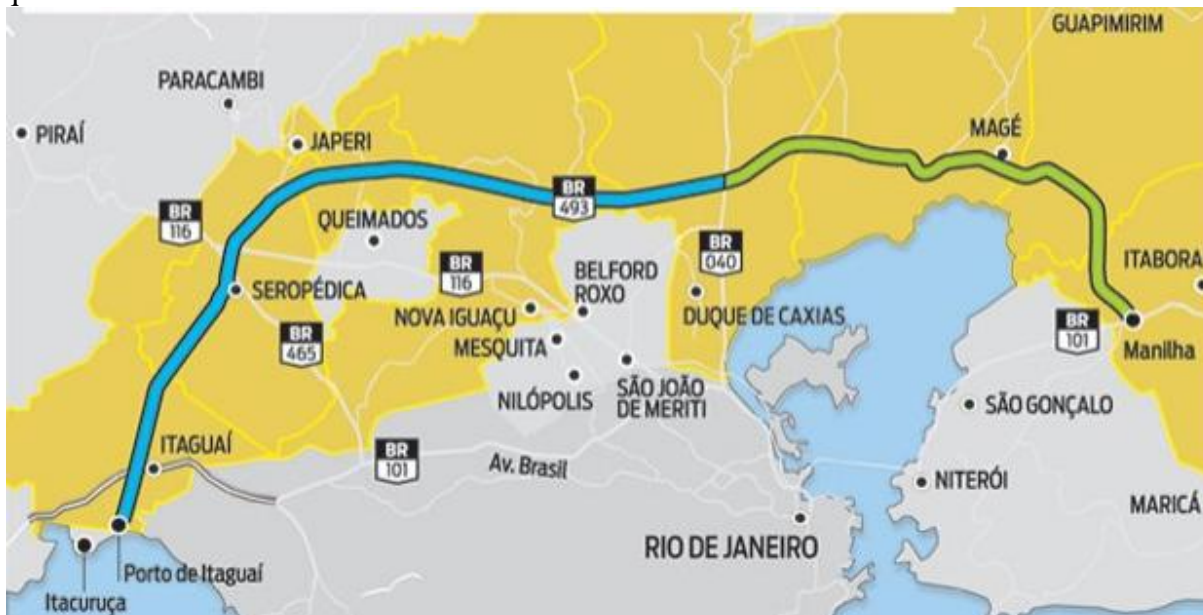 GUAPIMIRIM
PARACAMBI
PIRAÍ
JAPERI
MAGÉ
BR
116
QUEIMADOS
BR
493
BR
040
BR
116
BELFORD
ROXO
ITABORA
SEROPÉDICA
NOVA IGUAÇU
DUQUE DE CAXIAS
BR
465
MESQUITA
BR
101
Manilha
NILÓPOLIS
SÃO JOÃO
DE MERITI
SÃO GONÇALO
ITAGUAÍ
BR
101
Av. Brasil
NITERÓI
MARICÁ
RIO DE JANEIRO
Porto de Itaguaí
Itacuruça